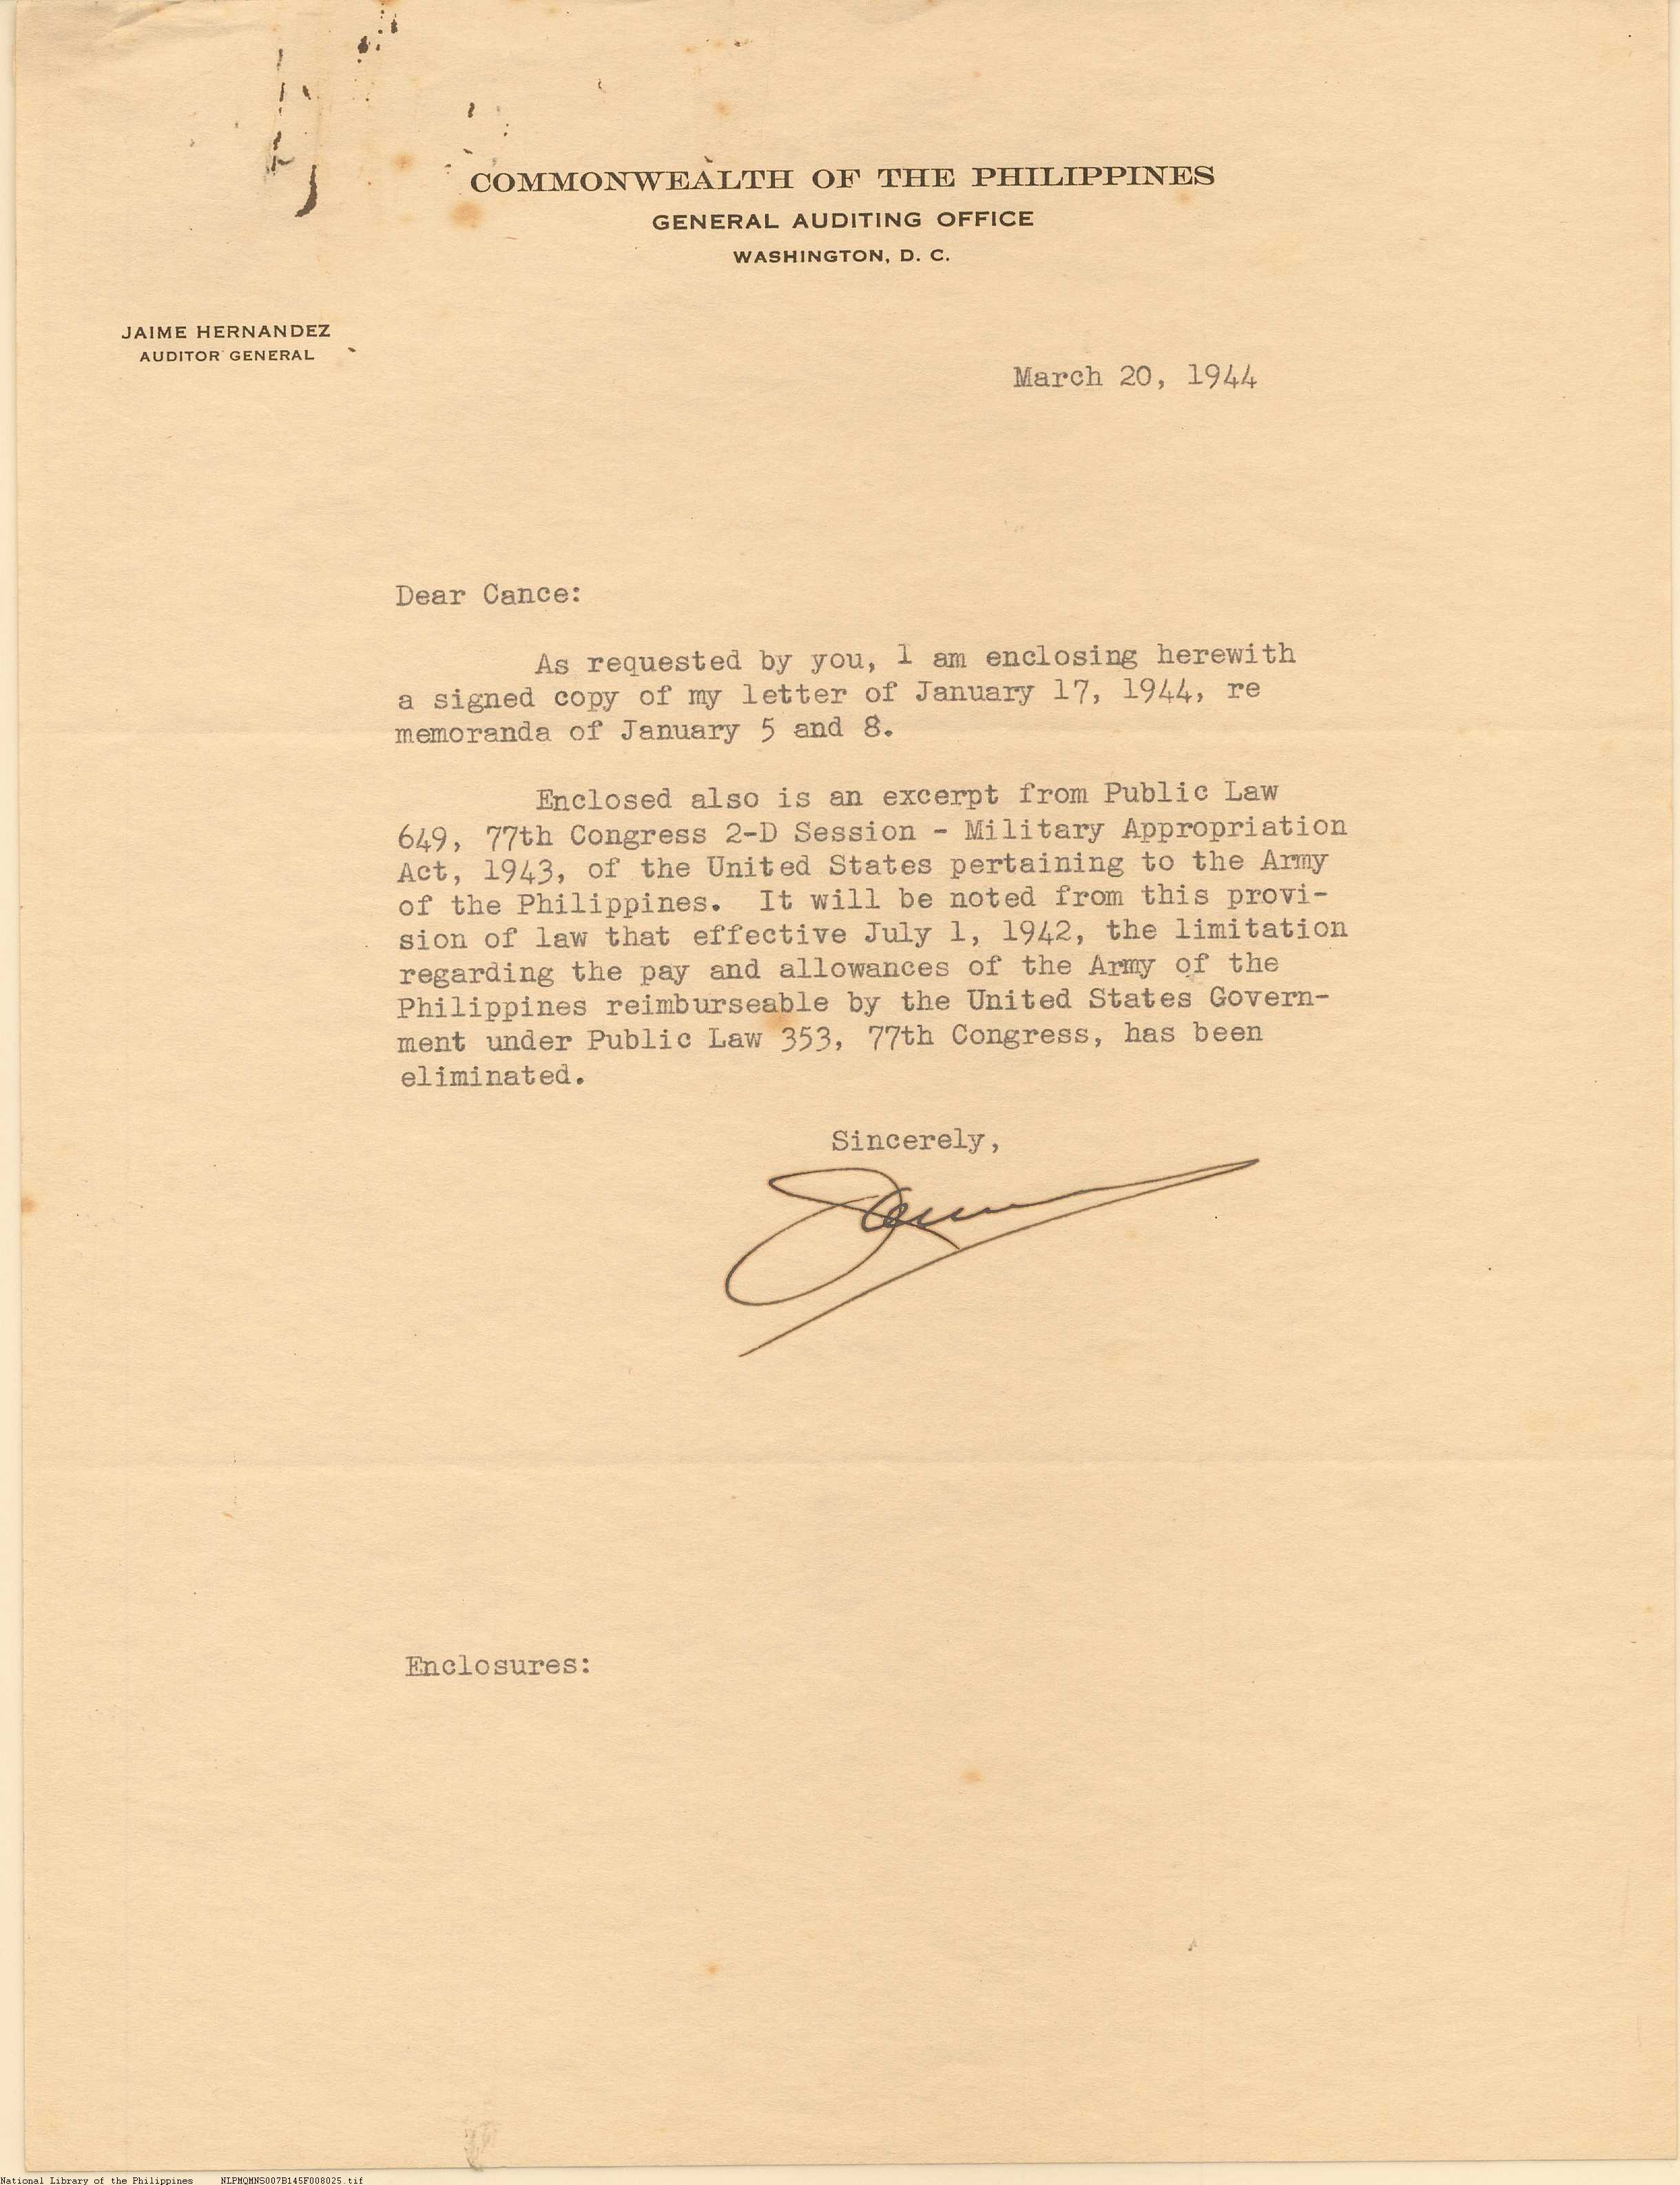 COMMONWEALTH OF THE PHILIPPINES
GENERAL AUDITING OFFICE
WASHINGTON, D. C.
JAIME HERNANDEZ
AUDITOR GENERAL
March 20, 1944
Dear Cance:
As requested by you, I am enclosing herewith
a signed copy of my letter of January 17, 1944, re
memoranda of January 5 and 8.
Enclosed also is an excerpt from Public Law
649, 77th Congress 2-D Session - Military Appropriation
Act, 1943, of the United States pertaining to the Army
of the Philippines. It will be noted from this provi-
sion of law that effective July 1, 1942, the limitation
regarding the pay and allowances of the Army of the
Philippines reimburseable by the United States Govern-
ment under Public Law 353, 77th Congress, has been
eliminated.
Sincerely,
Enclosures:
National Library of the Philippines NLPMQMNS007B145F008025.tif